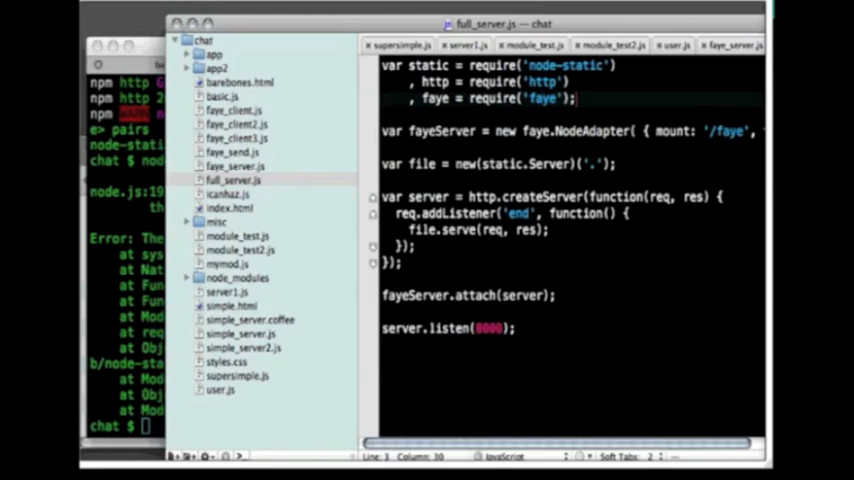 full_server.js — chat
chat
app
app2
barebones.html
basic.js
faye_client.js
faye_client2.js
faye_client3.js
faye_send.js
faye_server.js
full_server.js
icanhaz.js
index.html
misc
module_test.js
module_test2.js
mymod.js
node_modules
server1.js
simple.html
simple_server.coffee
simple_server.js
simple_server2.js
styles.css
supersimple.js
user.js
supersimple.js server1.js module_test.js module_test2.js user.js faye_server.js
var static = require('node-static')
, http = require('http')
, faye = require('faye');
var fayeServer = new faye.NodeAdapter( { mount: '/faye',
var file = new(static.Server)('.');
var server = http.createServer(function(req, res) {
req.addListener('end', function() {
file.serve(req, res);
});
});
fayeServer.attach(server);
server.listen(8000);
Line: 3 Column: 30 JavaScript Soft Tabs: 2
npm http
npm http 2
npm
e> pairs
node-stati
chat $ nod
node.js:19
th
Error: The
at sys
at Nat
at Fun
at Fun
at Mod
at req
at Obj
b/node-sta
at Mod
at Obj
at Mod
chat $